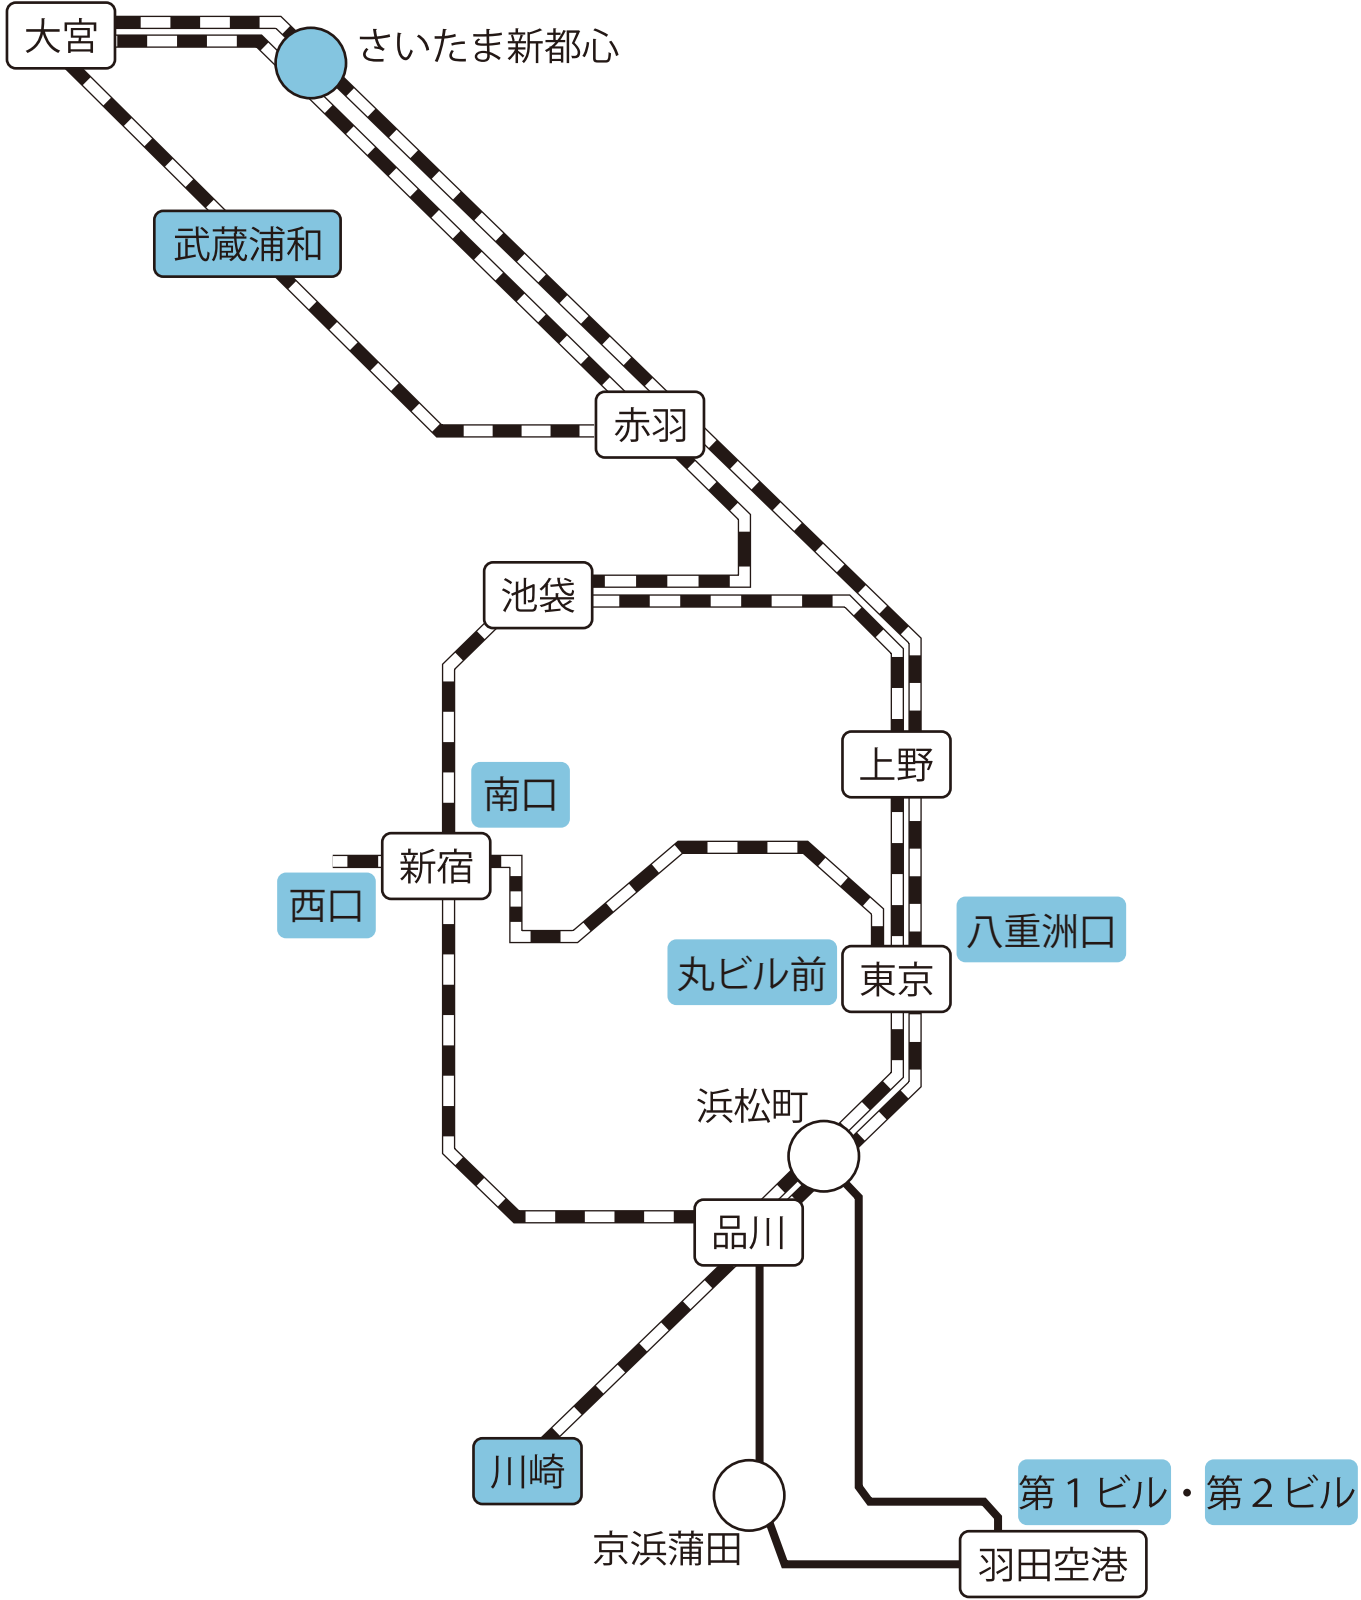 大宮
さいたま新都心
武蔵浦和
赤羽
池袋
上野
南口
新宿
西口
八重洲口
丸ビル前
東京
浜松町
品川
川崎
第1ビル・第2ビル
京浜蒲田
羽田空港